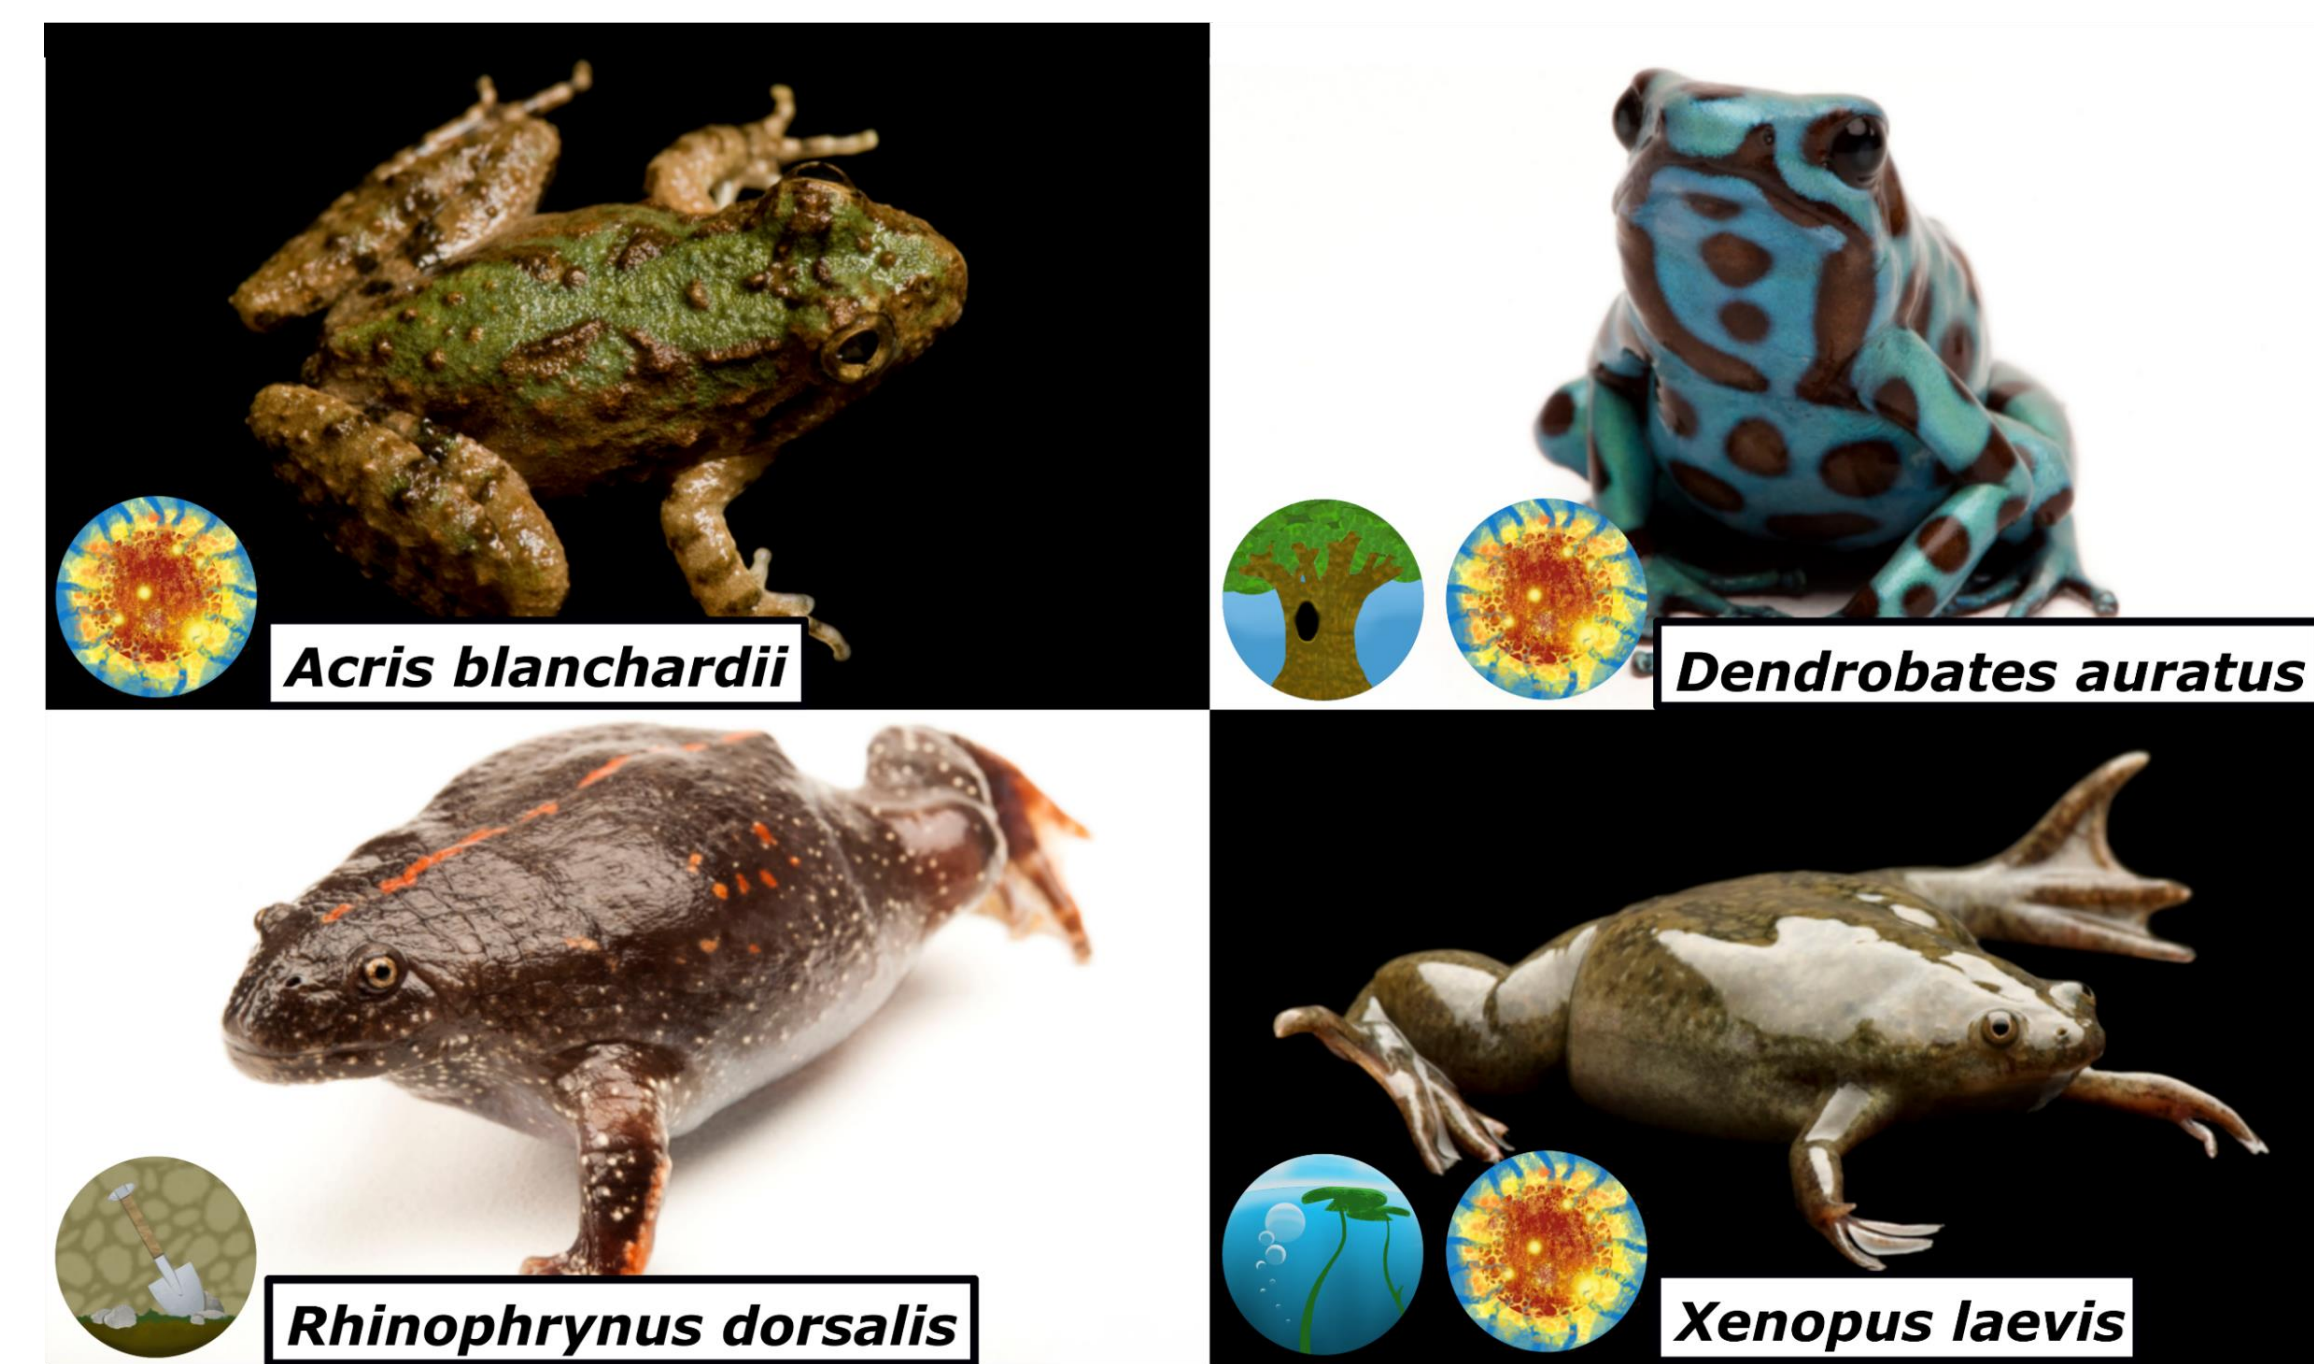 Acris blanchardii
Dendrobates auratus
Rhinophrynus dorsalis
Xenopus laevis